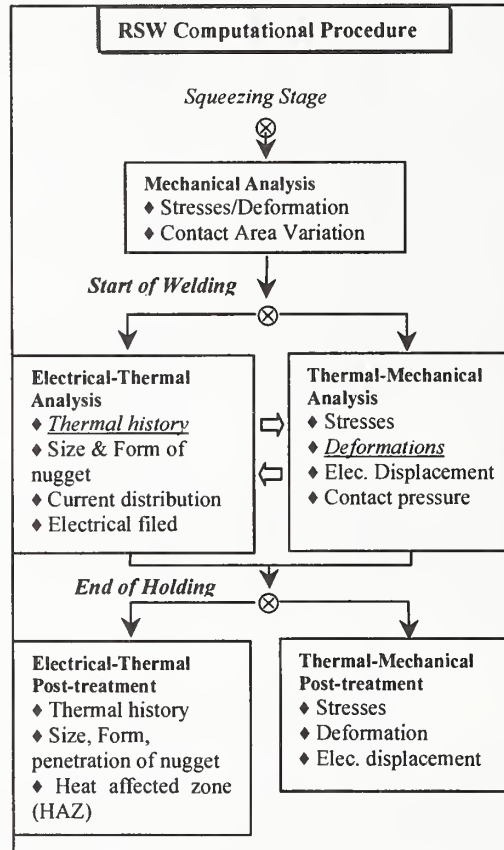 RSW Computational Procedure
Squeezing Stage
Mechanical Analysis
♦ Stresses/Deformation
♦ Contact Area Variation
Start of Welding
Electrical-Thermal
Analysis
♦ Thermal history
♦ Size & Form of
nugget
♦ Current distribution
♦ Electrical filed
Thermal-Mechanical
Analysis
♦ Stresses
♦ Deformations
♦ Elec. Displacement
♦ Contact pressure
End of Holding
Electrical-Thermal
Post-treatment
♦ Thermal history
♦ Size, Form,
penetration of nugget
♦ Heat affected zone
(HAZ)
Thermal-Mechanical
Post-treatment
♦ Stresses
♦ Deformation
♦ Elec. displacement